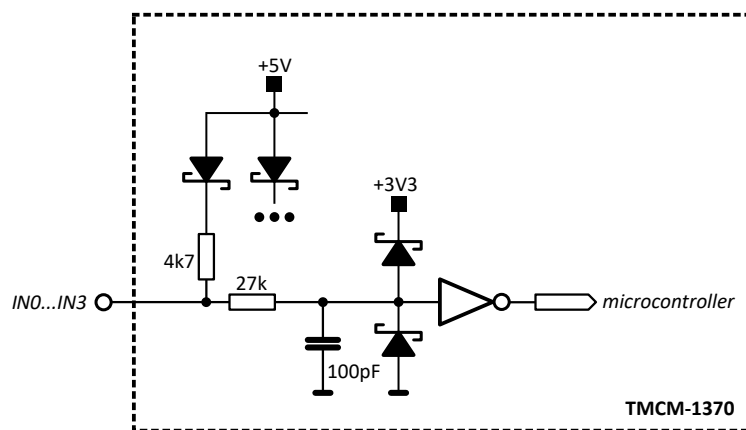 +5V
+3V3
4k7
27k
IN0...IN3
microcontroller
100pF
TMCM-1370